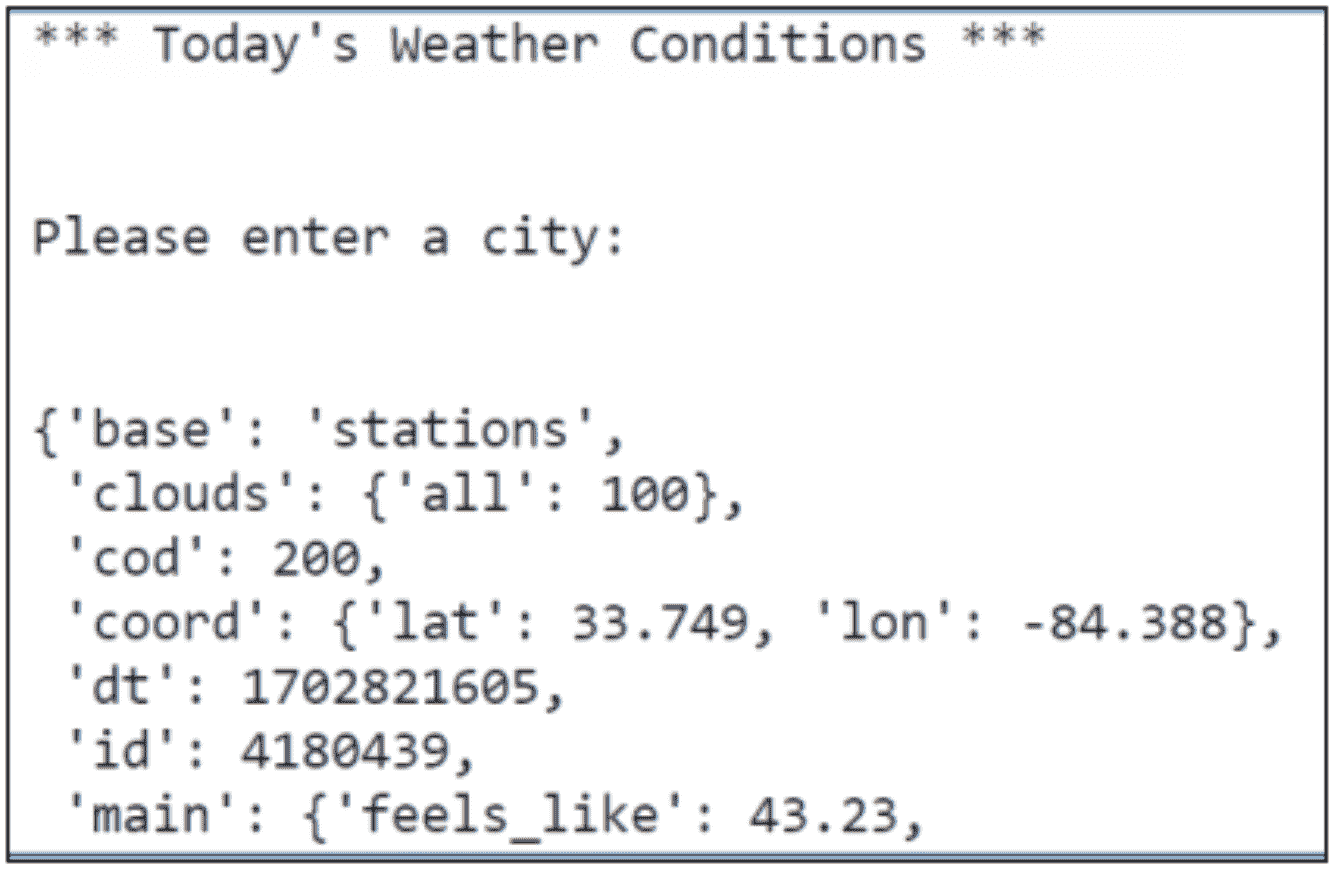 *** Today's Weather Conditions ***
Please enter a city:
{'base': 'stations',
 'clouds': {'all': 100},
 'cod': 200,
 'coord': {'lat': 33.749, 'lon': -84.388},
 'dt': 1702821605,
 'id': 4180439,
 'main': {'feels_like': 43.23,